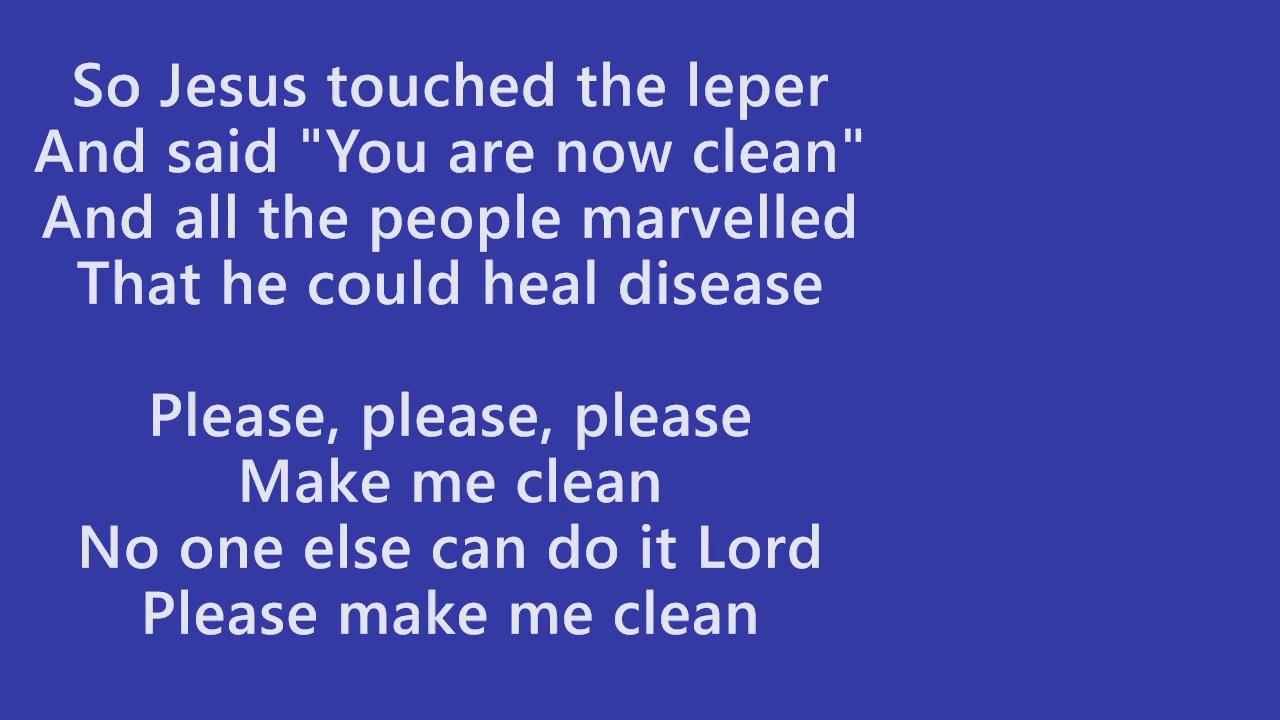 So Jesus touched the leper
And said "You are now clean"
And all the people marvelled
That he could heal disease
Please, please, please
Make me clean
No one else can do it Lord
Please make me clean